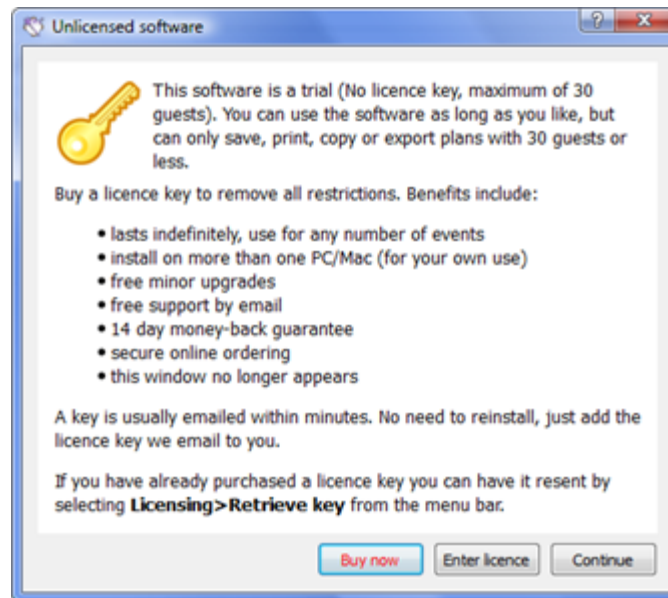 Unlicensed software
This software is a trial (No licence key, maximum of 30
guests). You can use the software as long as you like, but
can only save, print, copy or export plans with 30 guests or
less.
Buy a licence key to remove all restrictions. Benefits include:
• lasts indefinitely, use for any number of events
• install on more than one PC/Mac (for your own use)
• free minor upgrades
• free support by email
• 14 day money-back guarantee
• secure online ordering
• this window no longer appears
A key is usually emailed within minutes. No need to reinstall, just add the
licence key we email to you.
If you have already purchased a licence key you can have it resent by
selecting Licensing>Retrieve key from the menu bar.
Buy now Enter licence Continue